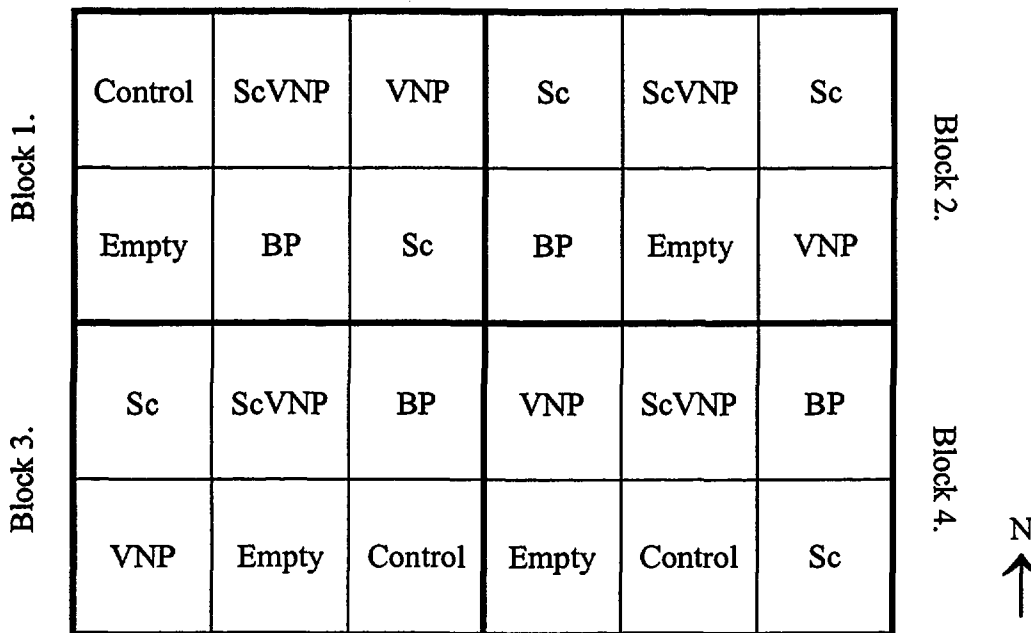 Control ScVNP VNP Sc ScVNP Sc
Block 1. Block 2.
Empty BP Sc BP Empty VNP
Sc ScVNP BP VNP ScVNP BP
Block 3. Block 4.
N
VNP Empty Control Empty Control Sc